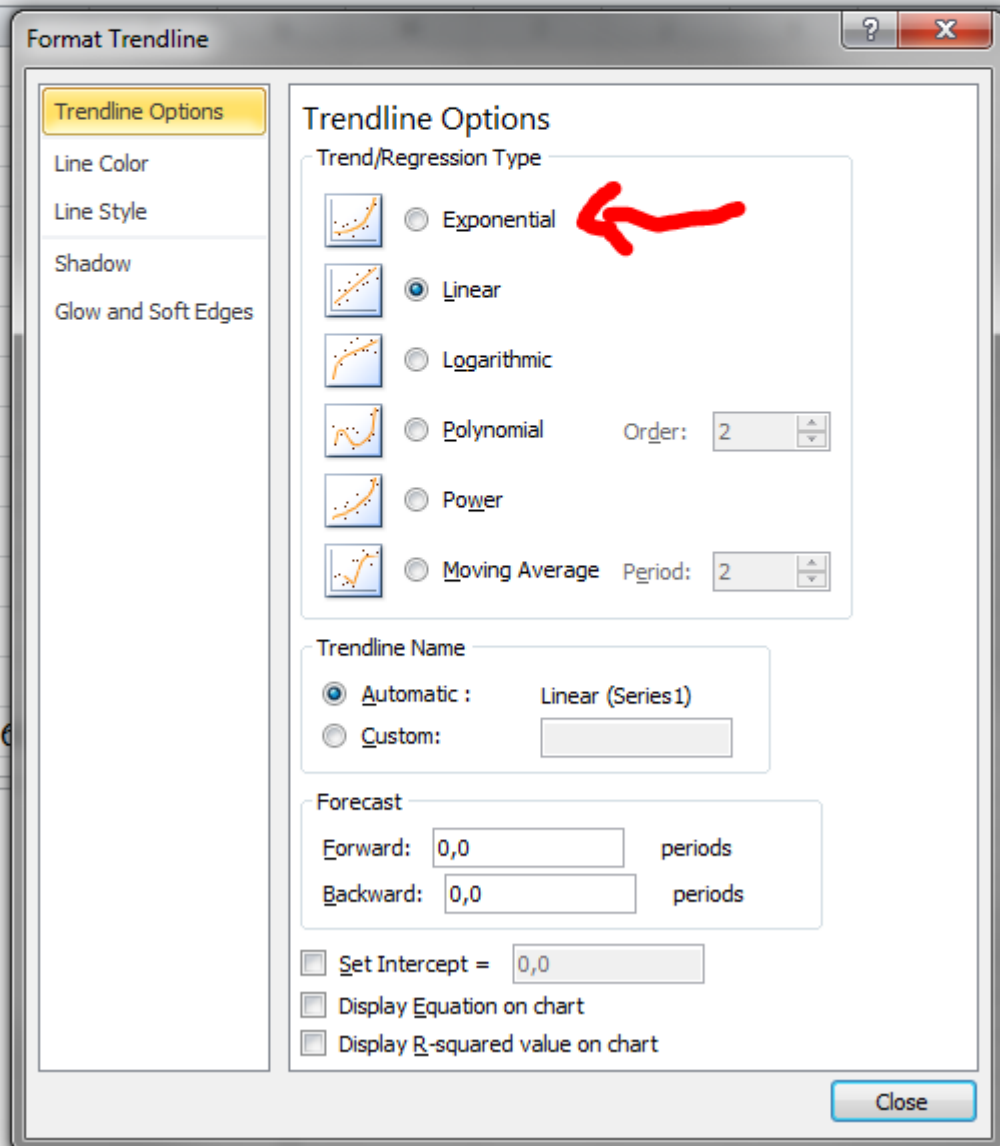 Format Trendline
?
Trendline Options
Line Color
Line Style
Shadow
Glow and Soft Edges
Trendline Options
Trend/Regression Type
Exponential
Linear
Logarithmic
Polynomial Order: 2
Power
Moving Average Period: 2
Trendline Name
Automatic : Linear (Series1)
Custom:
Forecast
Forward: 0,0 periods
Backward: 0,0 periods
Set Intercept = 0,0
Display Equation on chart
Display R-squared value on chart
Close